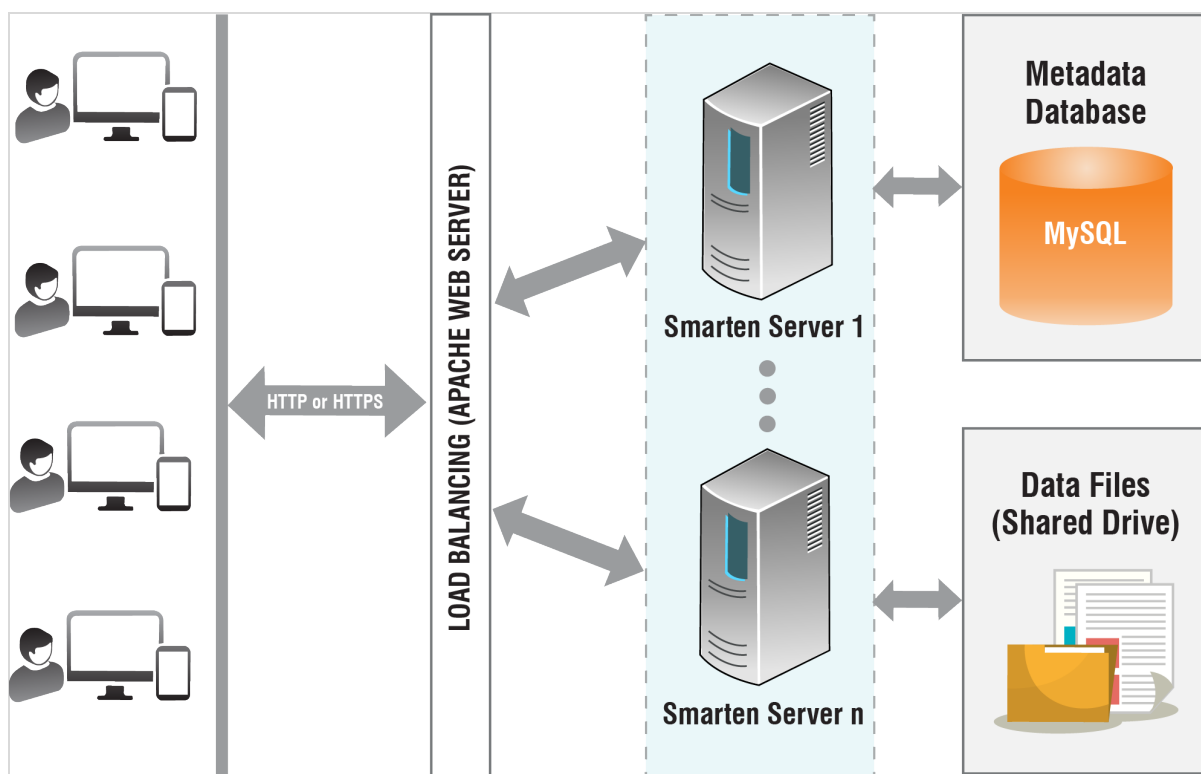 HTTP or HTTPS
LOAD BALANCING (APACHE WEB SERVER)
Smarten Server 1
Smarten Server n
Metadata
Database
MySQL
Data Files
(Shared Drive)